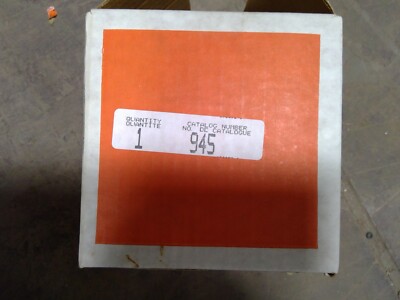 QUANTITY CATALOG NUMBER
QUANTITE NO. DE CATALOGUE
1 945